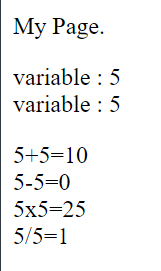 My Page.
variable : 5
variable : 5
5+5=10
5-5=0
5x5=25
5/5=1